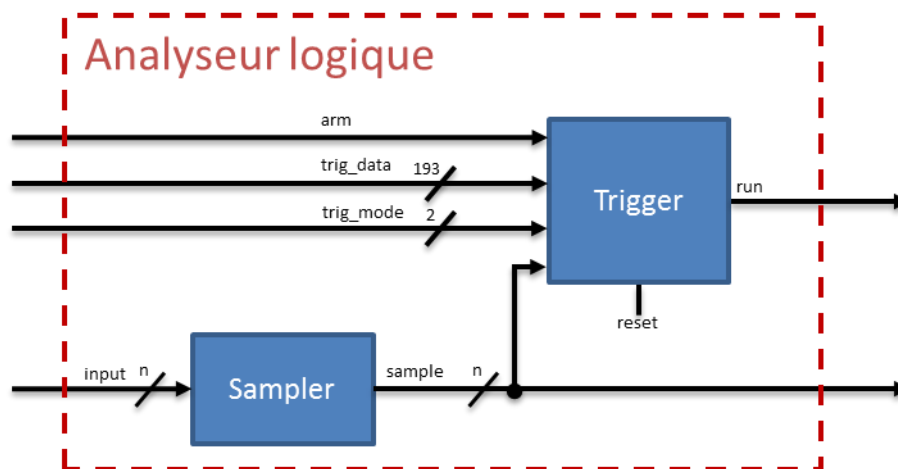 Analyseur logique
arm
trig_data 193
trig_mode 2
Trigger
run
reset
input n
Sampler
sample n